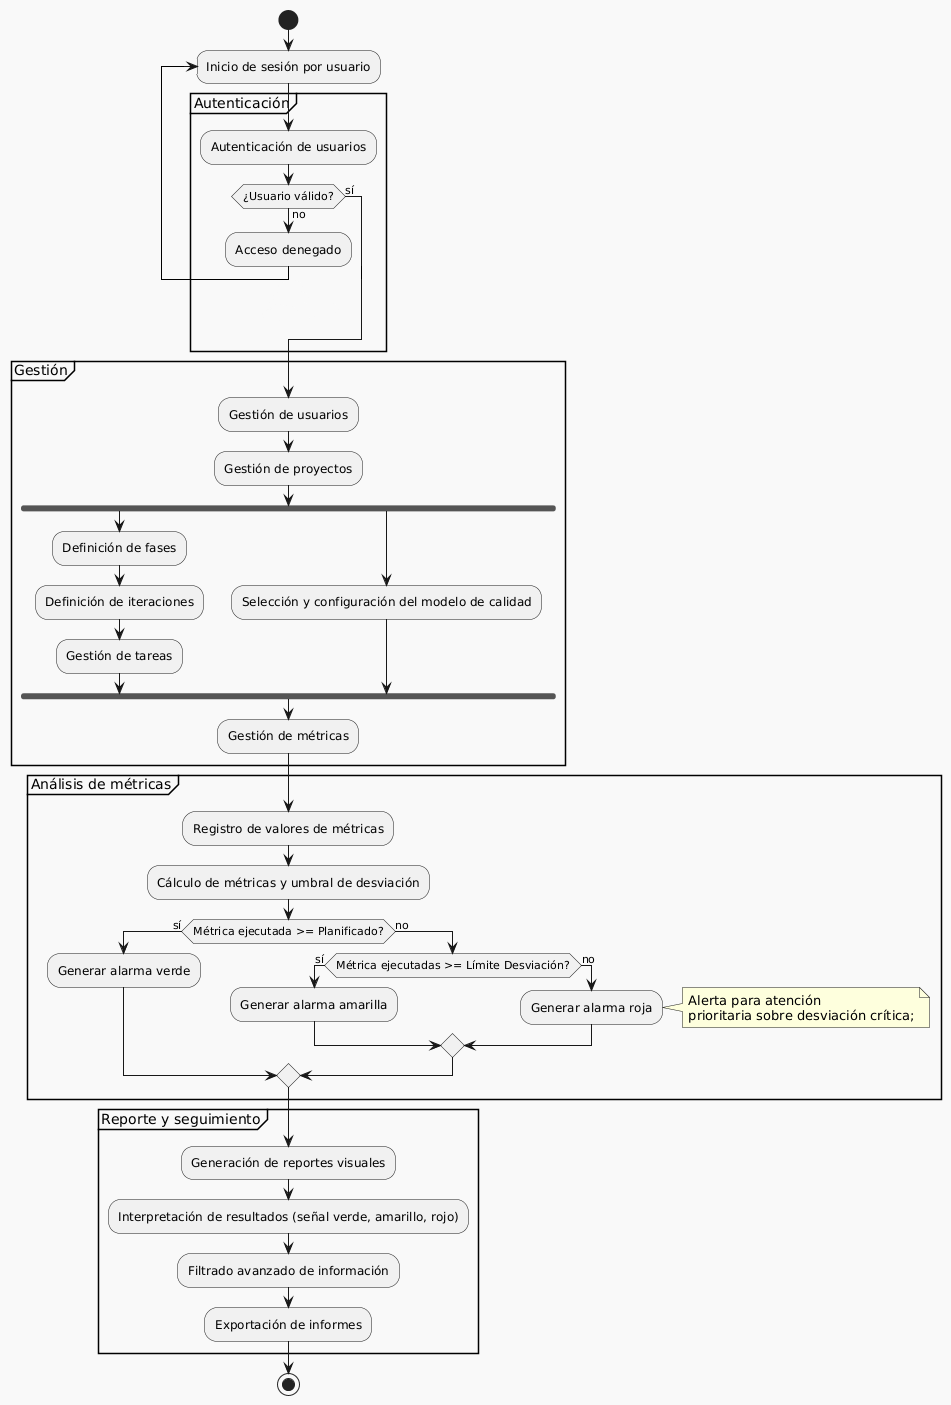 Inicio de sesión por usuario
Autenticación
Autenticación de usuarios
¿Usuario válido?
sí
no
Acceso denegado
Gestión
Gestión de usuarios
Gestión de proyectos
Definición de fases
Definición de iteraciones
Selección y configuración del modelo de calidad
Gestión de tareas
Gestión de métricas
Análisis de métricas
Registro de valores de métricas
Cálculo de métricas y umbral de desviación
sí
Métrica ejecutada >= Planificado?
no
Generar alarma verde
sí
Métrica ejecutadas >= Límite Desviación?
no
Generar alarma amarilla
Generar alarma roja
Alerta para atención
prioritaria sobre desviación crítica;
Reporte y seguimiento
Generación de reportes visuales
Interpretación de resultados (señal verde, amarillo, rojo)
Filtrado avanzado de información
Exportación de informes